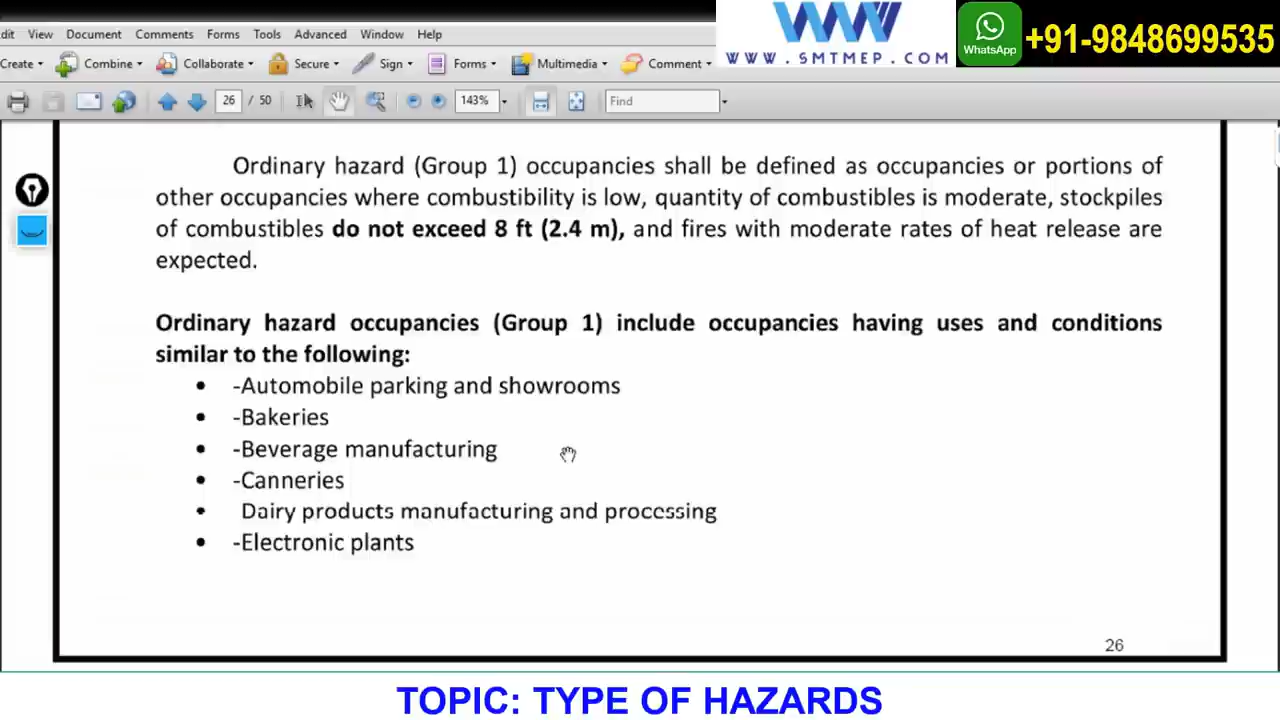 WWW.SMTMEP.COM
WhatsApp
+91-9848699535
dit View Document Comments Forms Tools Advanced Window Help
Create Combine Collaborate Secure Sign Forms Multimedia Comment
26 / 50 143% Find
Ordinary hazard (Group 1) occupancies shall be defined as occupancies or portions of
other occupancies where combustibility is low, quantity of combustibles is moderate, stockpiles
of combustibles do not exceed 8 ft (2.4 m), and fires with moderate rates of heat release are
expected.
Ordinary hazard occupancies (Group 1) include occupancies having uses and conditions
similar to the following:
• -Automobile parking and showrooms
• -Bakeries
• -Beverage manufacturing
• -Canneries
• Dairy products manufacturing and processing
• -Electronic plants
26
TOPIC: TYPE OF HAZARDS